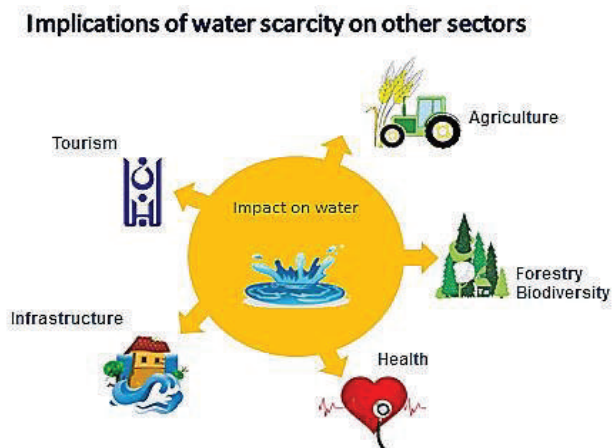 Implications of water scarcity on other sectors
Agriculture
Tourism
Impact on water
Forestry
Biodiversity
Infrastructure
Health